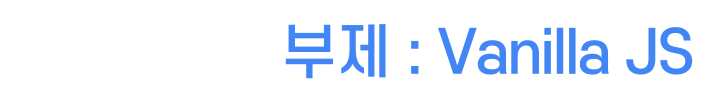 부제 : Vanilla JS